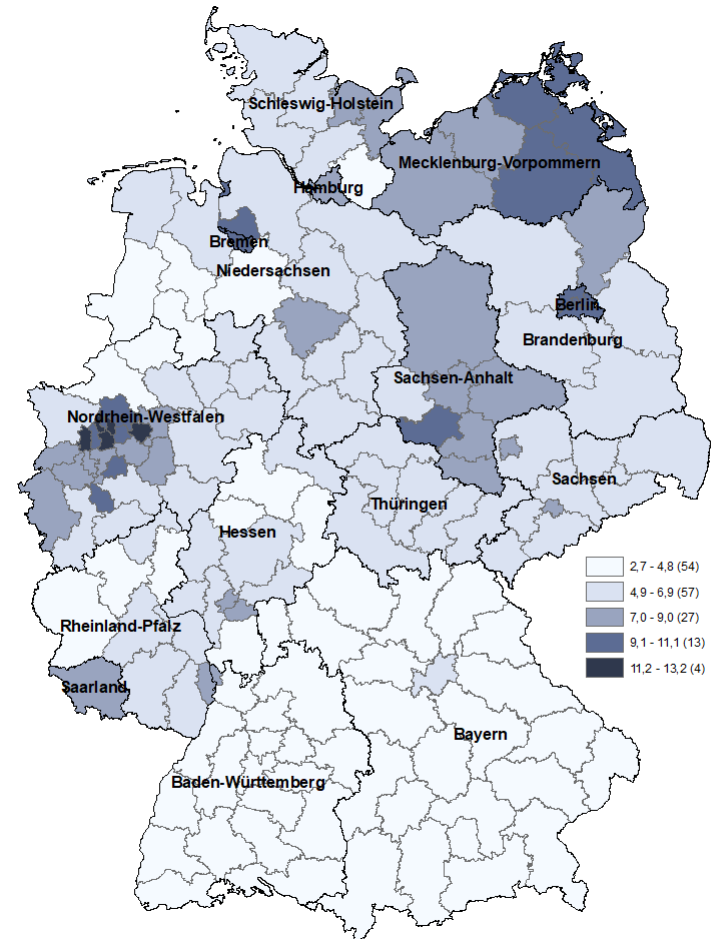 Schleswig-Holstein
Mecklenburg-Vorpommern
Hamburg
Bremen
Niedersachsen
Berlin
Brandenburg
Sachsen-Anhalt
Nordrhein-Westfalen
Sachsen
Thüringen
Hessen
2,7 - 4,8 (54)
4,9 - 6,9 (57)
7,0 - 9,0 (27)
9,1 - 11,1 (13)
11,2 - 13,2 (4)
Rheinland-Pfalz
Saarland
Bayern
Baden-Württemberg